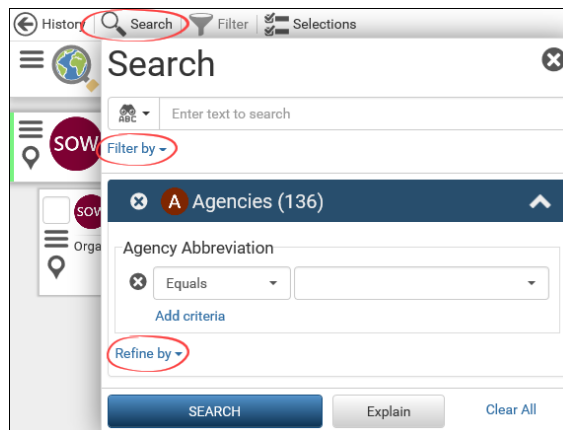 History Search Filter Selections
Search
ABC Enter text to search
Filter by
SOW
A Agencies (136)
SOW
Orga
Agency Abbreviation
Equals
Add criteria
Refine by
SEARCH Explain Clear All